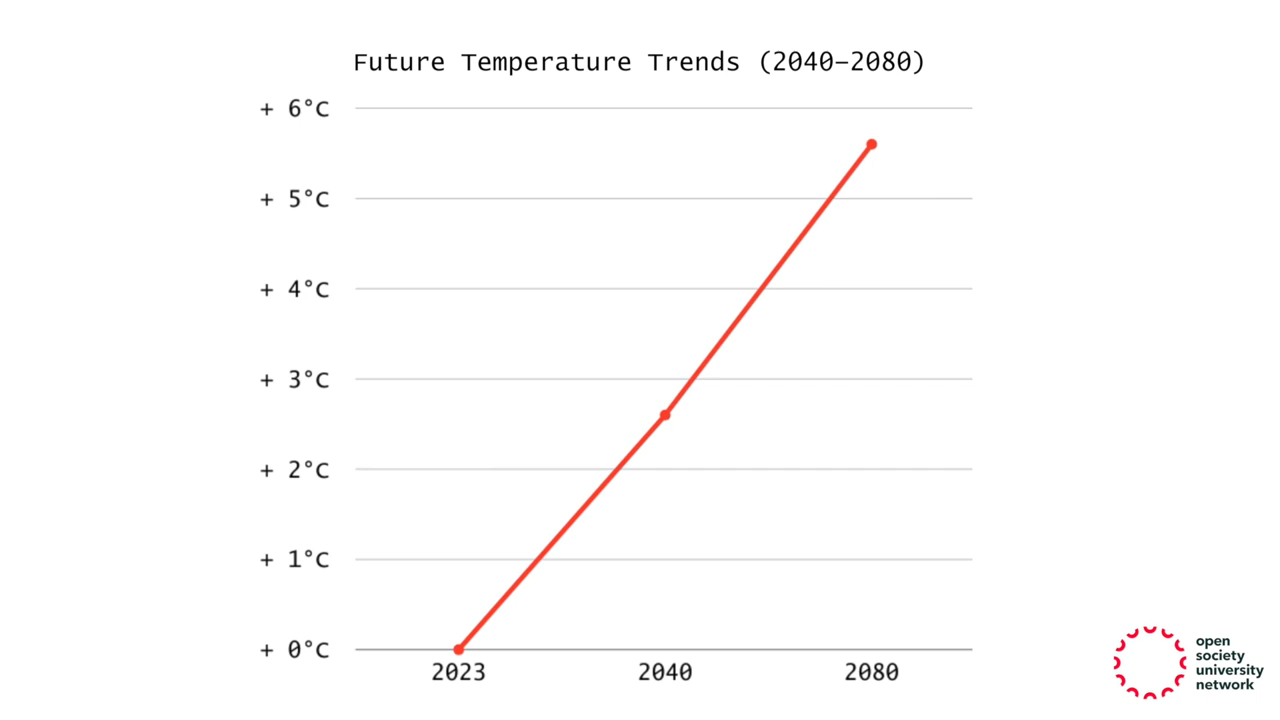 Future Temperature Trends (2040–2080)
+ 6°C
+ 5°C
+ 4°C
+ 3°C
+ 2°C
+ 1°C
+ 0°C
2023 2040 2080
open
society
university
network